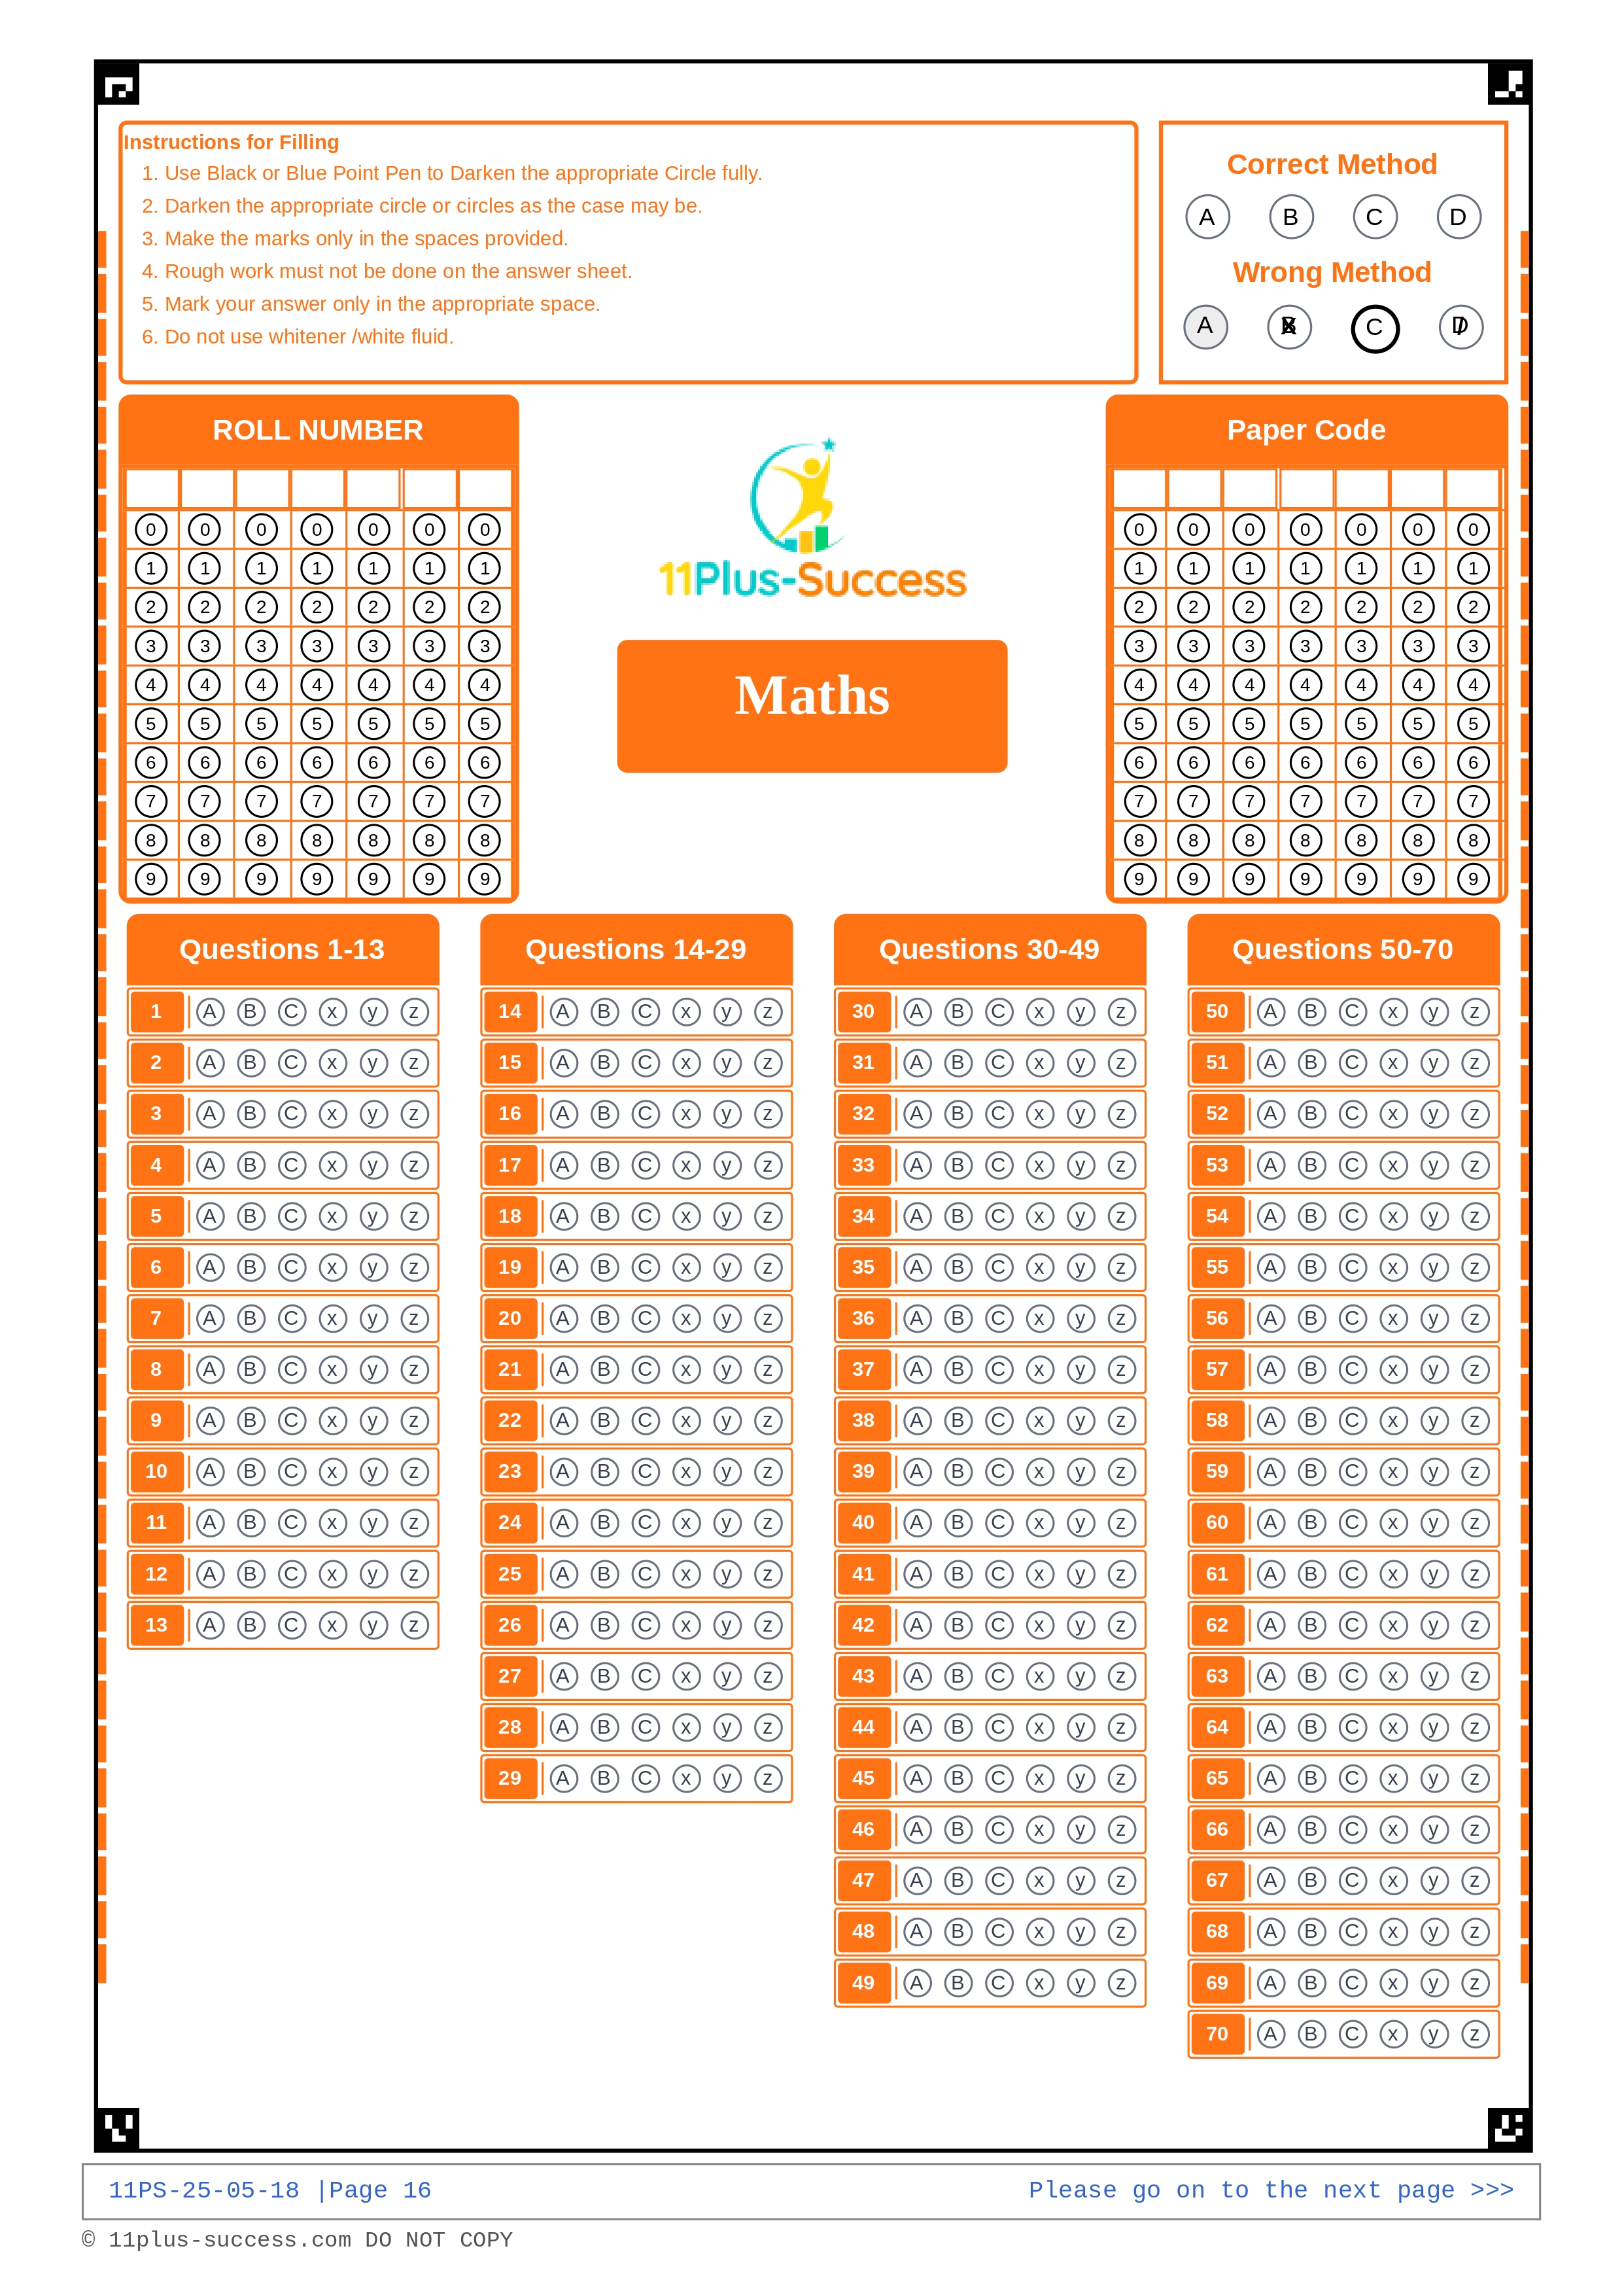 Instructions for Filling
1. Use Black or Blue Point Pen to Darken the appropriate Circle fully.
2. Darken the appropriate circle or circles as the case may be.
3. Make the marks only in the spaces provided.
4. Rough work must not be done on the answer sheet.
5. Mark your answer only in the appropriate space.
6. Do not use whitener /white fluid.
Correct Method
A B C D
Wrong Method
A B C D
ROLL NUMBER
0 0 0 0 0 0 0
1 1 1 1 1 1 1
2 2 2 2 2 2 2
3 3 3 3 3 3 3
4 4 4 4 4 4 4
5 5 5 5 5 5 5
6 6 6 6 6 6 6
7 7 7 7 7 7 7
8 8 8 8 8 8 8
9 9 9 9 9 9 9
11Plus-Success
Maths
Paper Code
0 0 0 0 0 0 0
1 1 1 1 1 1 1
2 2 2 2 2 2 2
3 3 3 3 3 3 3
4 4 4 4 4 4 4
5 5 5 5 5 5 5
6 6 6 6 6 6 6
7 7 7 7 7 7 7
8 8 8 8 8 8 8
9 9 9 9 9 9 9
Questions 1-13
1 A B C x y z
2 A B C x y z
3 A B C x y z
4 A B C x y z
5 A B C x y z
6 A B C x y z
7 A B C x y z
8 A B C x y z
9 A B C x y z
10 A B C x y z
11 A B C x y z
12 A B C x y z
13 A B C x y z
Questions 14-29
14 A B C x y z
15 A B C x y z
16 A B C x y z
17 A B C x y z
18 A B C x y z
19 A B C x y z
20 A B C x y z
21 A B C x y z
22 A B C x y z
23 A B C x y z
24 A B C x y z
25 A B C x y z
26 A B C x y z
27 A B C x y z
28 A B C x y z
29 A B C x y z
Questions 30-49
30 A B C x y z
31 A B C x y z
32 A B C x y z
33 A B C x y z
34 A B C x y z
35 A B C x y z
36 A B C x y z
37 A B C x y z
38 A B C x y z
39 A B C x y z
40 A B C x y z
41 A B C x y z
42 A B C x y z
43 A B C x y z
44 A B C x y z
45 A B C x y z
46 A B C x y z
47 A B C x y z
48 A B C x y z
49 A B C x y z
Questions 50-70
50 A B C x y z
51 A B C x y z
52 A B C x y z
53 A B C x y z
54 A B C x y z
55 A B C x y z
56 A B C x y z
57 A B C x y z
58 A B C x y z
59 A B C x y z
60 A B C x y z
61 A B C x y z
62 A B C x y z
63 A B C x y z
64 A B C x y z
65 A B C x y z
66 A B C x y z
67 A B C x y z
68 A B C x y z
69 A B C x y z
70 A B C x y z
11PS-25-05-18 |Page 16
Please go on to the next page >>>
© 11plus-success.com DO NOT COPY